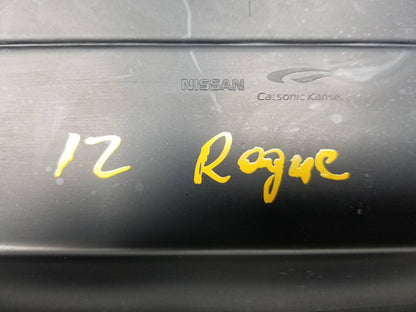 NISSAN Calsonic Kansei
12 Rogue